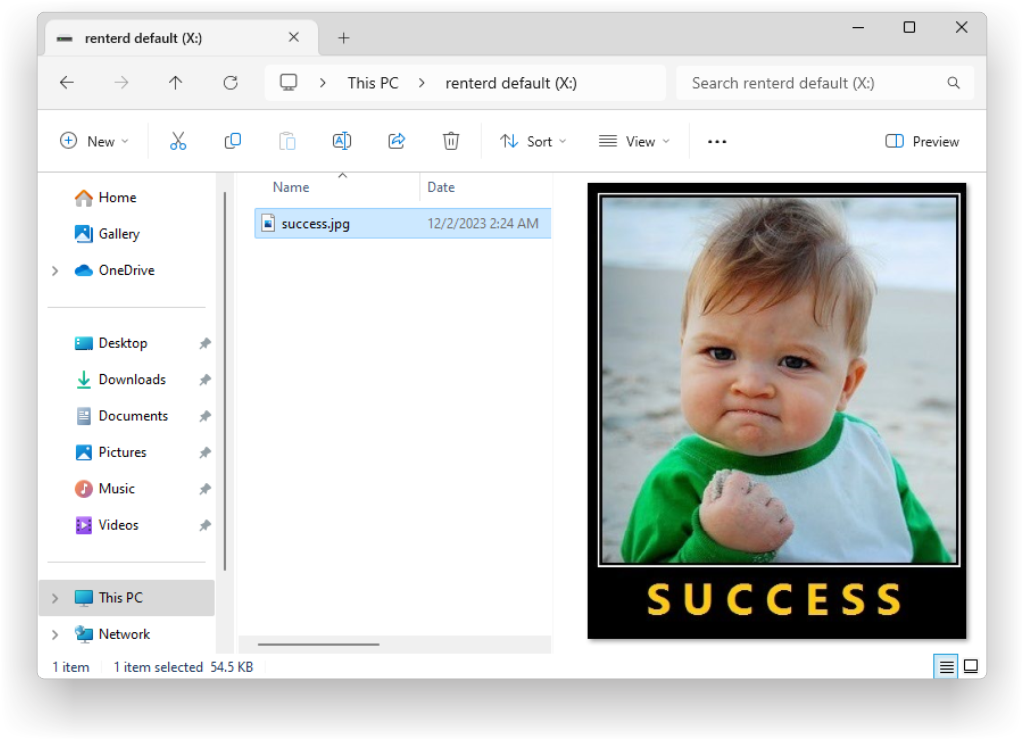 renterd default (X:)
This PC > renterd default (X:)
Search renterd default (X:)
New
Sort
View
Preview
Home
Gallery
OneDrive
Desktop
Downloads
Documents
Pictures
Music
Videos
This PC
Network
Name Date
success.jpg 12/2/2023 2:24 AM
SUCCESS
1 item 1 item selected 54.5 KB